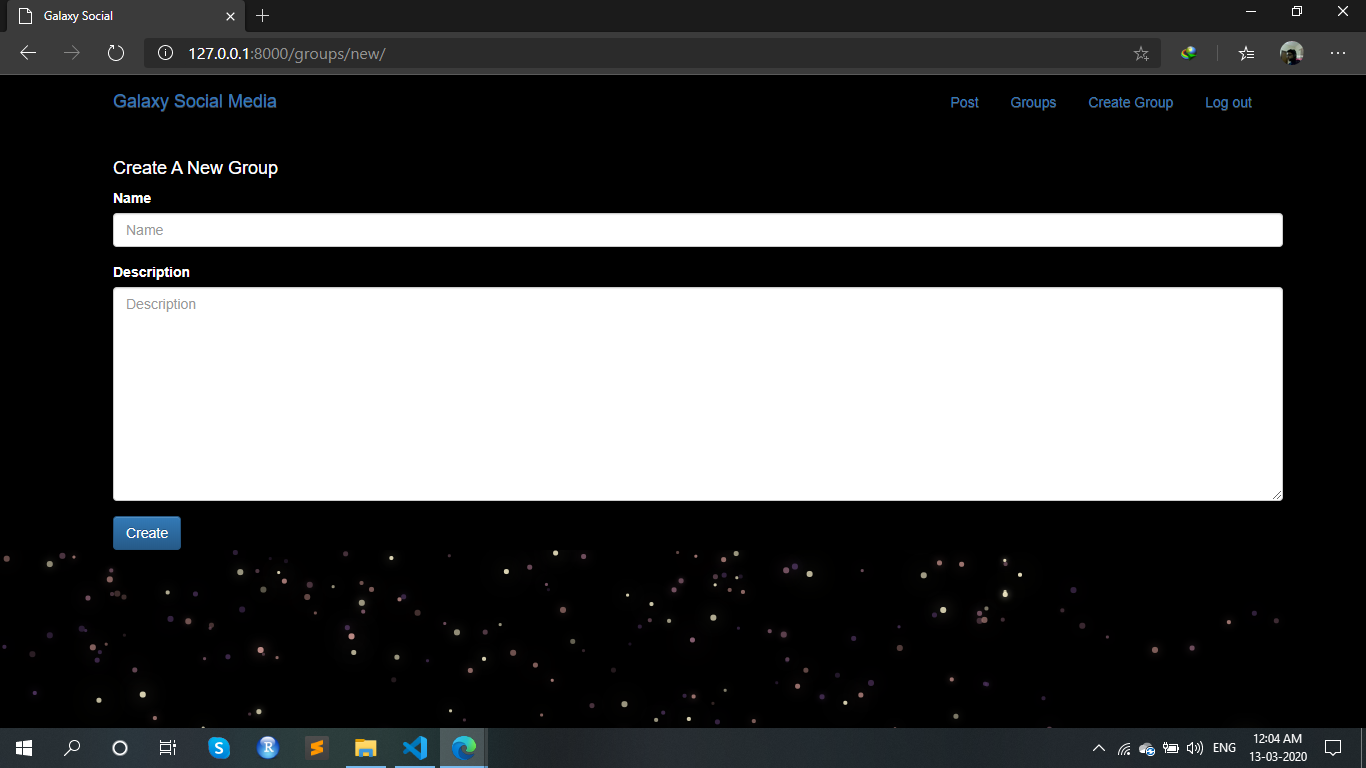 Galaxy Social
127.0.0.1:8000/groups/new/
Galaxy Social Media
Post Groups Create Group Log out
Create A New Group
Name
Name
Description
Description
Create
S R ENG 12:04 AM
13-03-2020